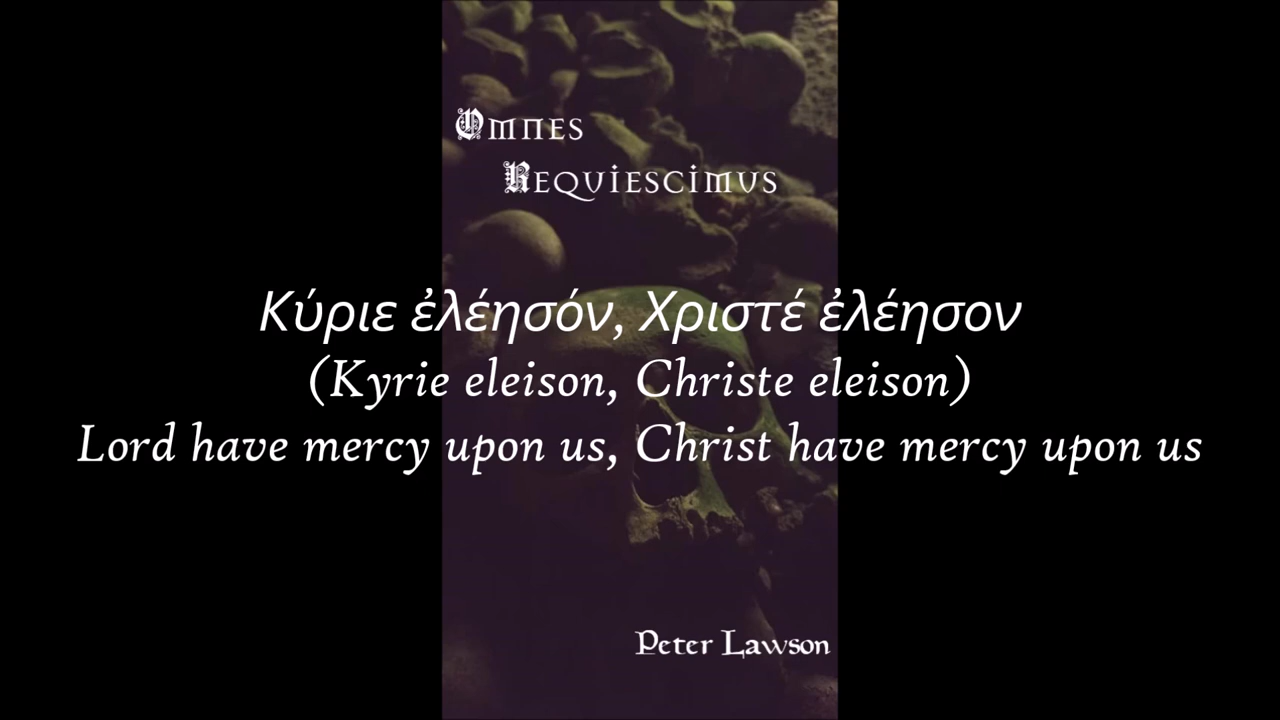 Omnes
Requiescimus
Κύριε ἐλέησόν, Χριστέ ἐλέησον
(Kyrie eleison, Christe eleison)
Lord have mercy upon us, Christ have mercy upon us
Peter Lawson